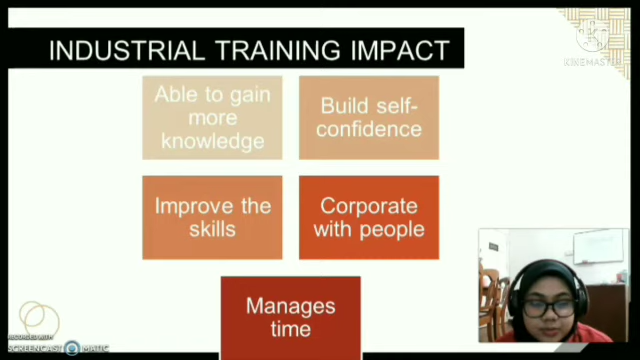 INDUSTRIAL TRAINING IMPACT
KINEMASTER
Able to gain
more
knowledge
Build self-
confidence
Improve the
skills
Corporate
with people
Manages
time
RECORDED WITH
SCREENCAST MATIC